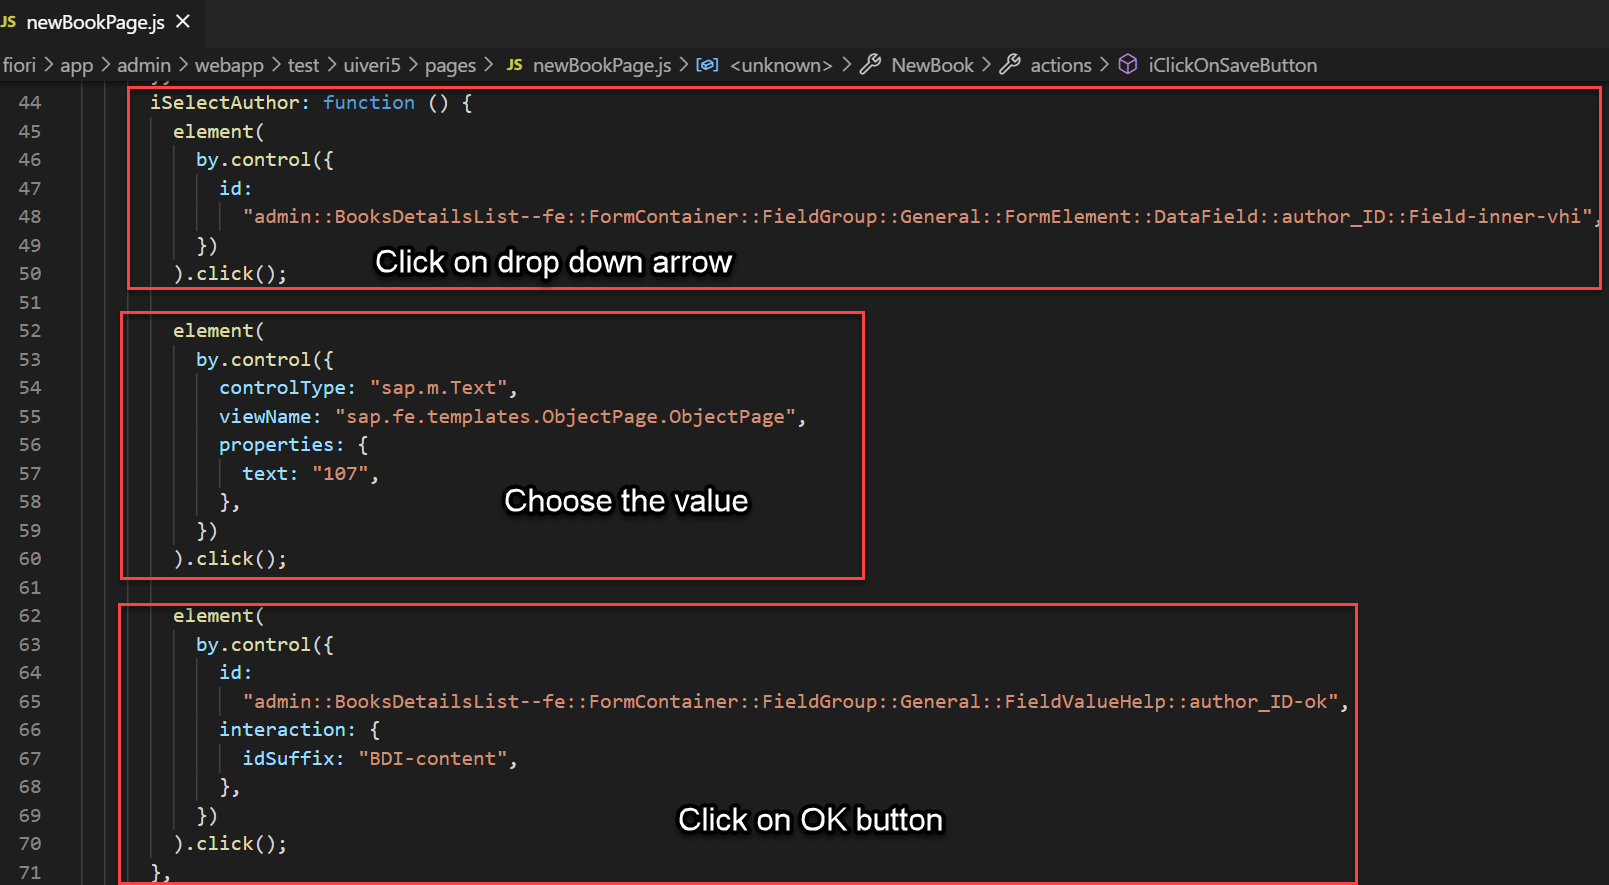 JS newBookPage.js ×
fiori > app > admin > webapp > test > uiveri5 > pages > JS newBookPage.js > <unknown> > NewBook > actions > iClickOnSaveButton
44 iSelectAuthor: function () {
45 element(
46 by.control({
47 id:
48 "admin::BooksDetailsList--fe::FormContainer::FieldGroup::General::FormElement::DataField::author_ID::Field-inner-vhi",
49 })
Click on drop down arrow
50 ).click();
51
52 element(
53 by.control({
54 controlType: "sap.m.Text",
55 viewName: "sap.fe.templates.ObjectPage.ObjectPage",
56 properties: {
57 text: "107",
58 },
Choose the value
59 })
60 ).click();
61
62 element(
63 by.control({
64 id:
65 "admin::BooksDetailsList--fe::FormContainer::FieldGroup::General::FieldValueHelp::author_ID-ok",
66 interaction: {
67 idSuffix: "BDI-content",
68 },
69 })
Click on OK button
70 ).click();
71 },